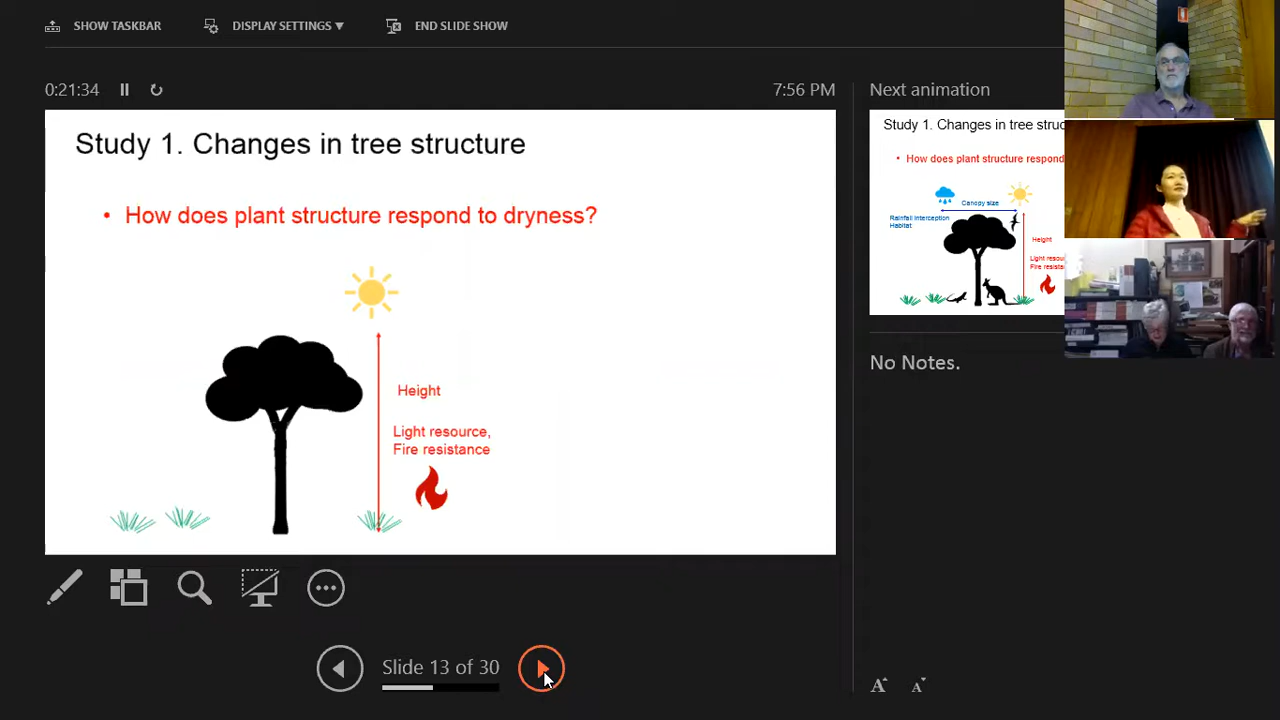 SHOW TASKBAR
DISPLAY SETTINGS
END SLIDE SHOW
0:21:34
7:56 PM
Study 1. Changes in tree structure
• How does plant structure respond to dryness?
Height
Light resource,
Fire resistance
Next animation
Study 1. Changes in tree struc
• How does plant structure respond
Canopy size
Rainfall interception
Habitat
Height
Light resou
Fire resista
No Notes.
Slide 13 of 30
A A